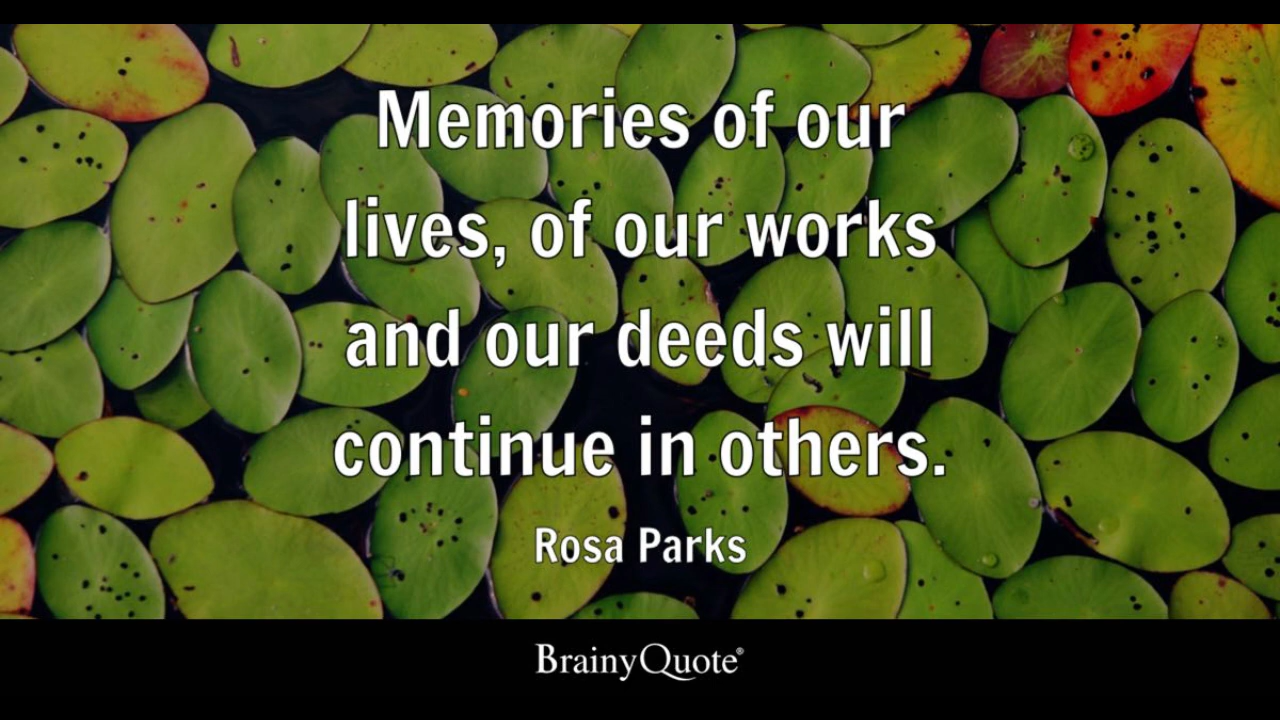 Memories of our
lives, of our works
and our deeds will
continue in others.
Rosa Parks
BrainyQuote®